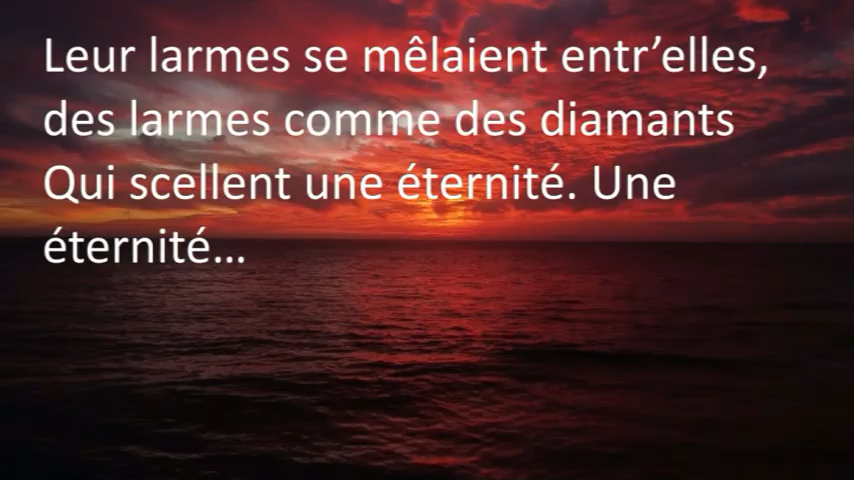 Leur larmes se mêlaient entr’elles,
des larmes comme des diamants
Qui scellent une éternité. Une
éternité…